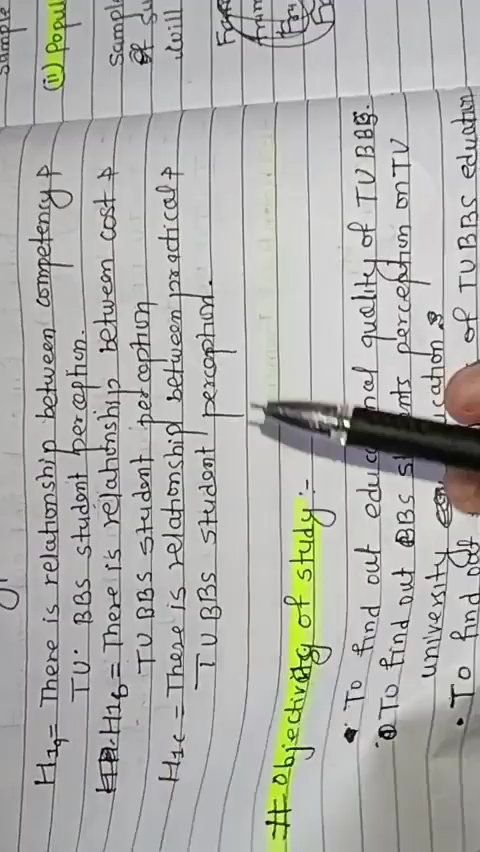 sample
(ii) Popul
sample
of su
will
H1a = There is relationship between competency &
TU. BBS student perception.
H1b = There is relationship between cost &
TU BBS student perception
H1c = There is relationship between practical &
TU BBS student perception.
# Objectiv of study :-
• To find out educa nal quality of TU BBS.
• To find out BBS st nts perception on TU
university cation
• To find out of TU BBS eduation